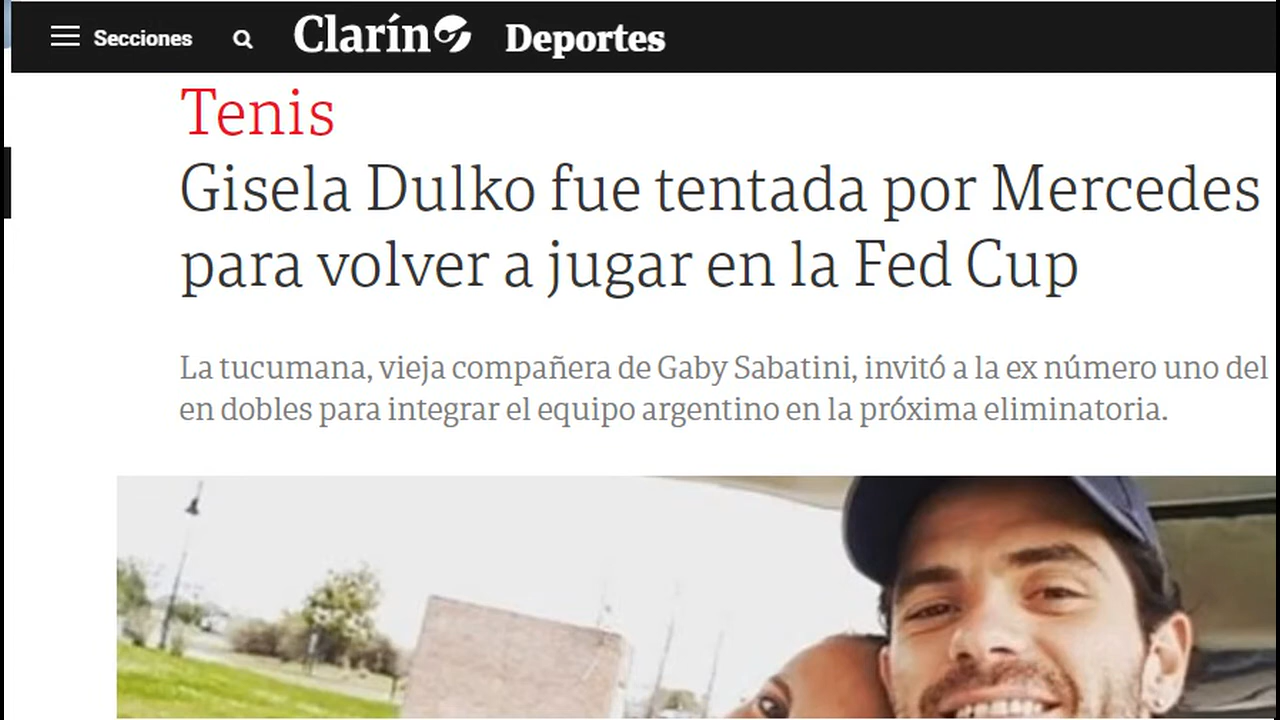 Secciones Clarín Deportes
Tenis
Gisela Dulko fue tentada por Mercedes
para volver a jugar en la Fed Cup
La tucumana, vieja compañera de Gaby Sabatini, invitó a la ex número uno del
en dobles para integrar el equipo argentino en la próxima eliminatoria.